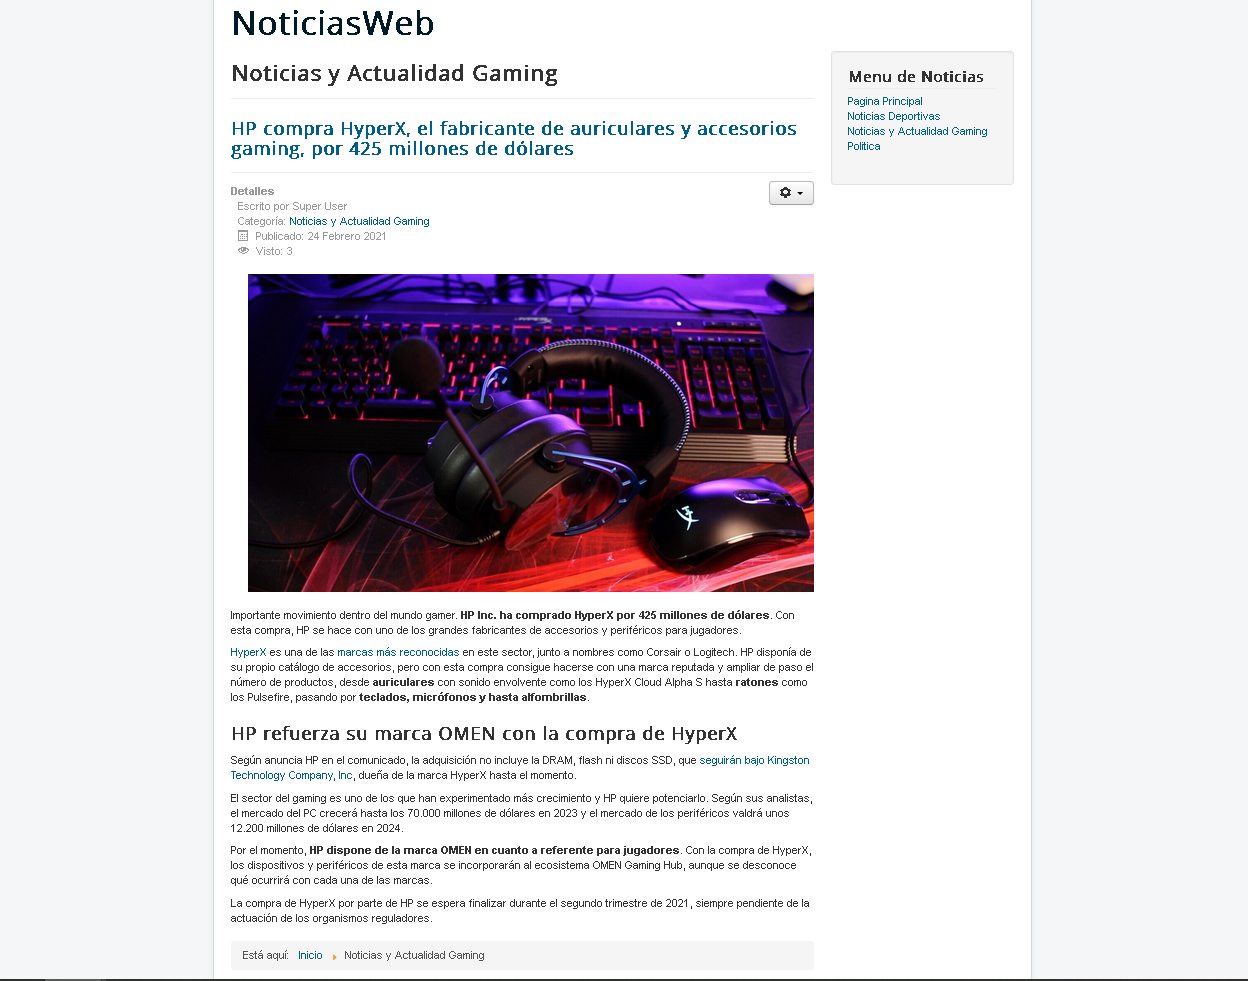 NoticiasWeb
Noticias y Actualidad Gaming
HP compra HyperX, el fabricante de auriculares y accesorios
gaming, por 425 millones de dólares
Detalles
Escrito por Super User
Categoría: Noticias y Actualidad Gaming
Publicado: 24 Febrero 2021
Visto: 3
Importante movimiento dentro del mundo gamer. HP Inc. ha comprado HyperX por 425 millones de dólares. Con
esta compra, HP se hace con uno de los grandes fabricantes de accesorios y periféricos para jugadores.
HyperX es una de las marcas más reconocidas en este sector, junto a nombres como Corsair o Logitech. HP disponía de
su propio catálogo de accesorios, pero con esta compra consigue hacerse con una marca reputada y ampliar de paso el
número de productos, desde auriculares con sonido envolvente como los HyperX Cloud Alpha S hasta ratones como
los Pulsefire, pasando por teclados, micrófonos y hasta alfombrillas.
HP refuerza su marca OMEN con la compra de HyperX
Según anuncia HP en el comunicado, la adquisición no incluye la DRAM, flash ni discos SSD, que seguirán bajo Kingston
Technology Company, Inc, dueña de la marca HyperX hasta el momento.
El sector del gaming es uno de los que han experimentado más crecimiento y HP quiere potenciarlo. Según sus analistas,
el mercado del PC crecerá hasta los 70.000 millones de dólares en 2023 y el mercado de los periféricos valdrá unos
12.200 millones de dólares en 2024.
Por el momento, HP dispone de la marca OMEN en cuanto a referente para jugadores. Con la compra de HyperX,
los dispositivos y periféricos de esta marca se incorporarán al ecosistema OMEN Gaming Hub, aunque se desconoce
qué ocurrirá con cada una de las marcas.
La compra de HyperX por parte de HP se espera finalizar durante el segundo trimestre de 2021, siempre pendiente de la
actuación de los organismos reguladores.
Está aquí: Inicio Noticias y Actualidad Gaming
Menu de Noticias
Pagina Principal
Noticias Deportivas
Noticias y Actualidad Gaming
Politica